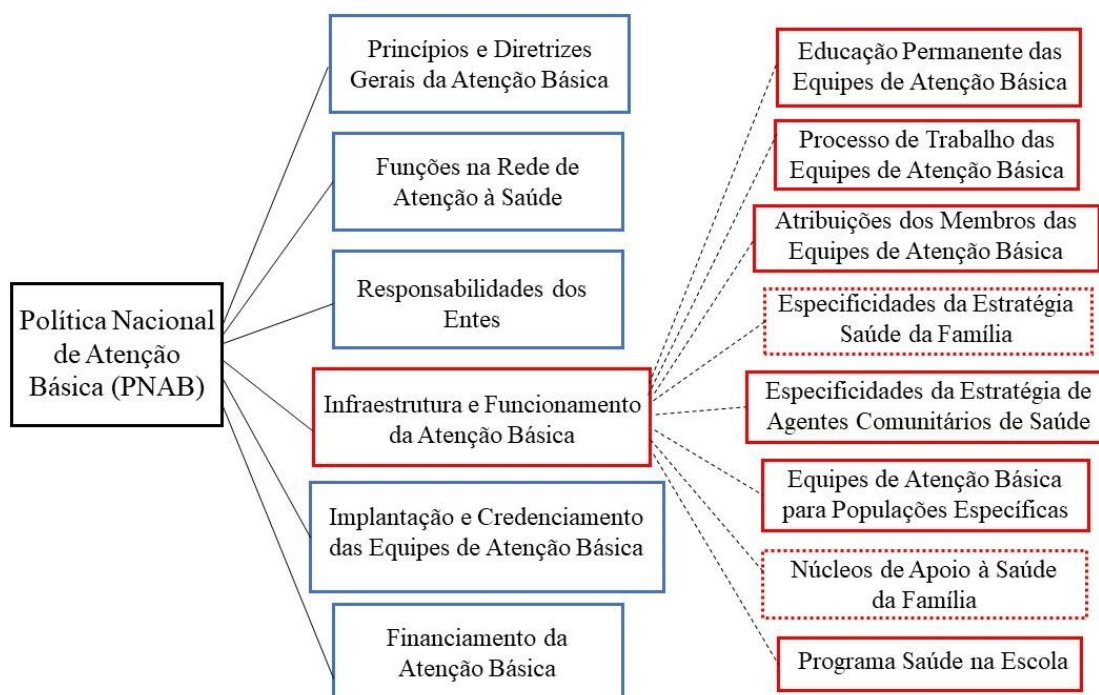 Política Nacional
de Atenção
Básica (PNAB)
Princípios e Diretrizes
Gerais da Atenção Básica
Funções na Rede de
Atenção à Saúde
Responsabilidades dos
Entes
Infraestrutura e Funcionamento
da Atenção Básica
Implantação e Credenciamento
das Equipes de Atenção Básica
Financiamento da
Atenção Básica
Educação Permanente das
Equipes de Atenção Básica
Processo de Trabalho das
Equipes de Atenção Básica
Atribuições dos Membros das
Equipes de Atenção Básica
Especificidades da Estratégia
Saúde da Família
Especificidades da Estratégia de
Agentes Comunitários de Saúde
Equipes de Atenção Básica
para Populações Específicas
Núcleos de Apoio à Saúde
da Família
Programa Saúde na Escola